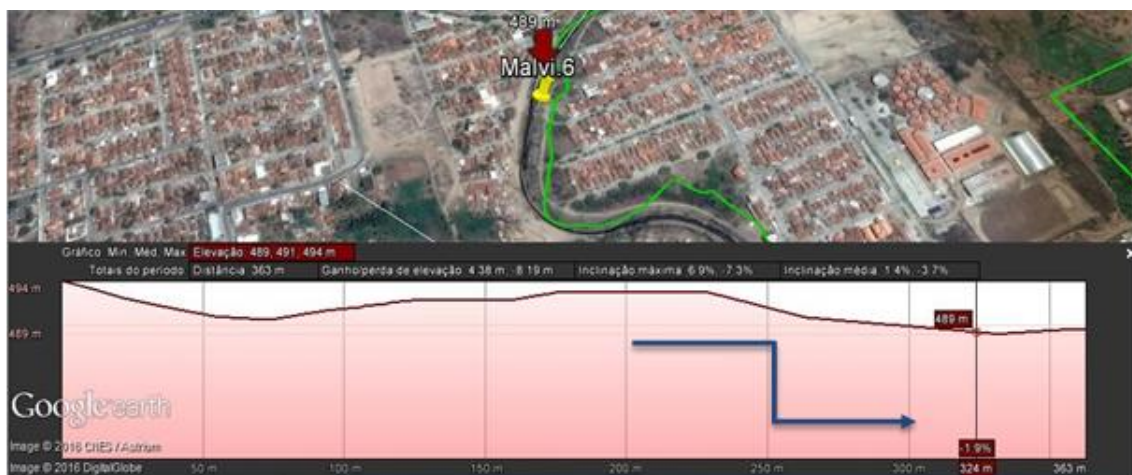 489 m
Malvi.6
Gráfico Min, Méd, Max Elevação 489, 491, 494 m
Totais do período Distância 363 m Ganho/perda de elevação 4.38 m, -8.19 m Inclinação máxima 6.9%, -7.3% Inclinação média 1.4%, -3.7%
494 m
489 m
489 m
Google earth
Image © 2016 CNES / Astrium
-1.9%
Image © 2016 DigitalGlobe
50 m 100 m 150 m 200 m 250 m 300 m 324 m 363 m